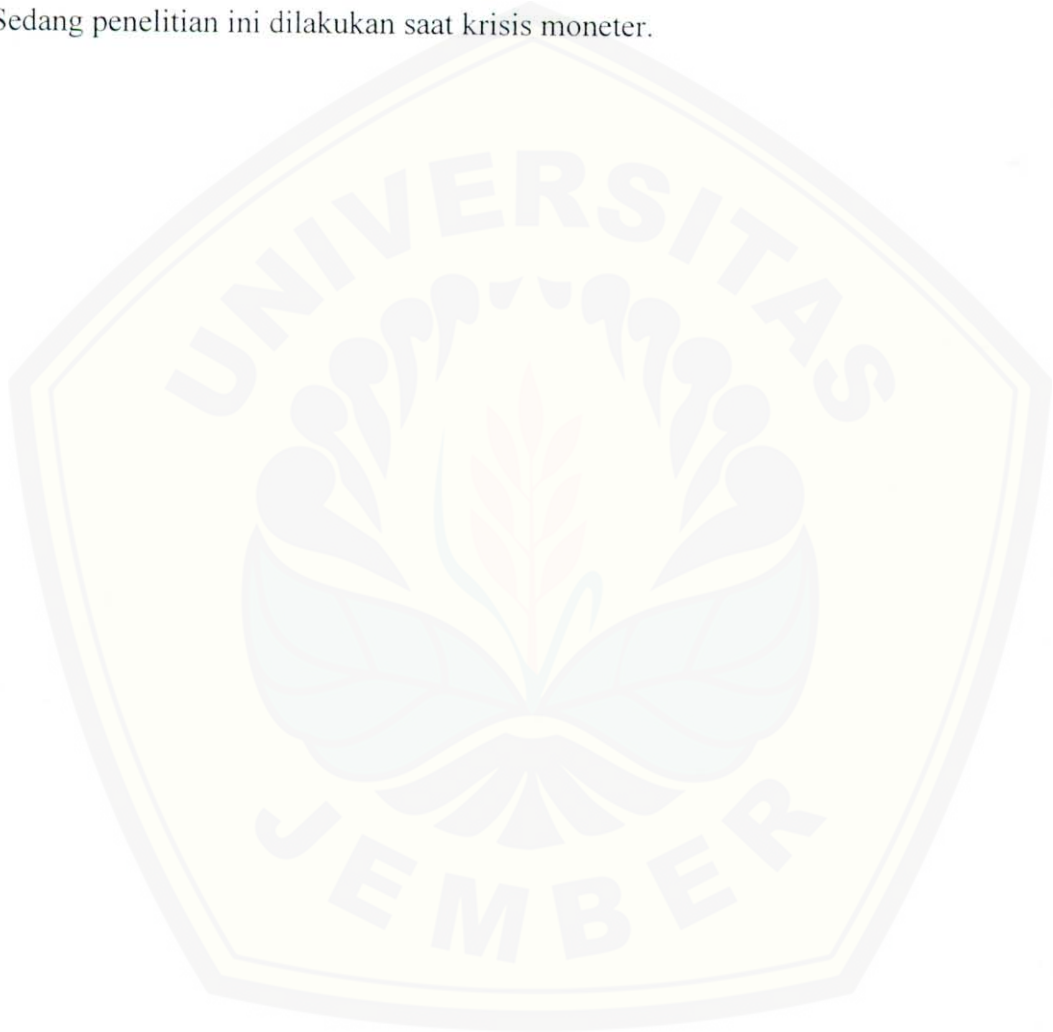 Sedang penelitian ini dilakukan saat krisis moneter.
UNIVERSITAS
JEMBER